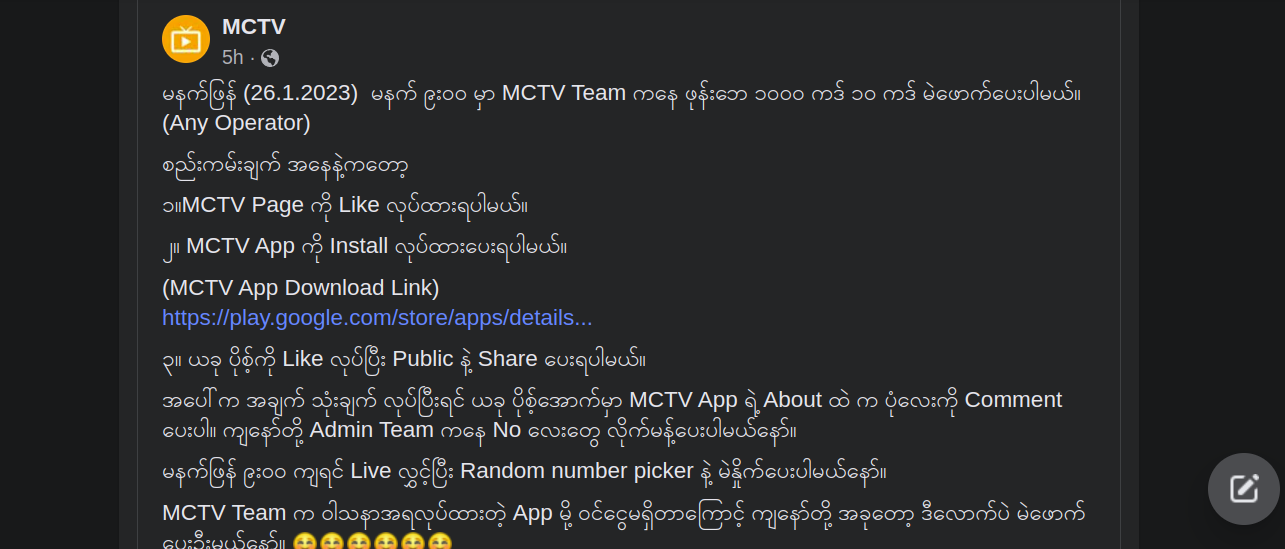 MCTV
5h ·
မနက်ဖြန် (26.1.2023)  မနက် ၉း၀၀ မှာ MCTV Team ကနေ ဖုန်းဘေ ၁၀၀၀ ကဒ် ၁၀ ကဒ် မဲဖောက်ပေးပါမယ်။
(Any Operator)
စည်းကမ်းချက် အနေနဲ့ကတော့
၁။MCTV Page ကို Like လုပ်ထားရပါမယ်။
၂။ MCTV App ကို Install လုပ်ထားပေးရပါမယ်။
(MCTV App Download Link)
https://play.google.com/store/apps/details...
၃။ ယခု ပိုစ့်ကို Like လုပ်ပြီး Public နဲ့ Share ပေးရပါမယ်။
အပေါ်က အချက် သုံးချက် လုပ်ပြီးရင် ယခု ပိုစ့်အောက်မှာ MCTV App ရဲ့ About ထဲ က ပုံလေးကို Comment
ပေးပါ။ ကျနော်တို့ Admin Team ကနေ No လေးတွေ လိုက်မန့်ပေးပါမယ်နော်။
မနက်ဖြန် ၉း၀၀ ကျရင် Live လွှင့်ပြီး Random number picker နဲ့ မဲနှိုက်ပေးပါမယ်နော်။
MCTV Team က ဝါသနာအရလုပ်ထားတဲ့ App မို့ ဝင်ငွေမရှိတာကြောင့် ကျနော်တို့ အခုတော့ ဒီလောက်ပဲ မဲဖောက်
ပေးဦးမယ်နော်။ 😊😊😊😊😊😊